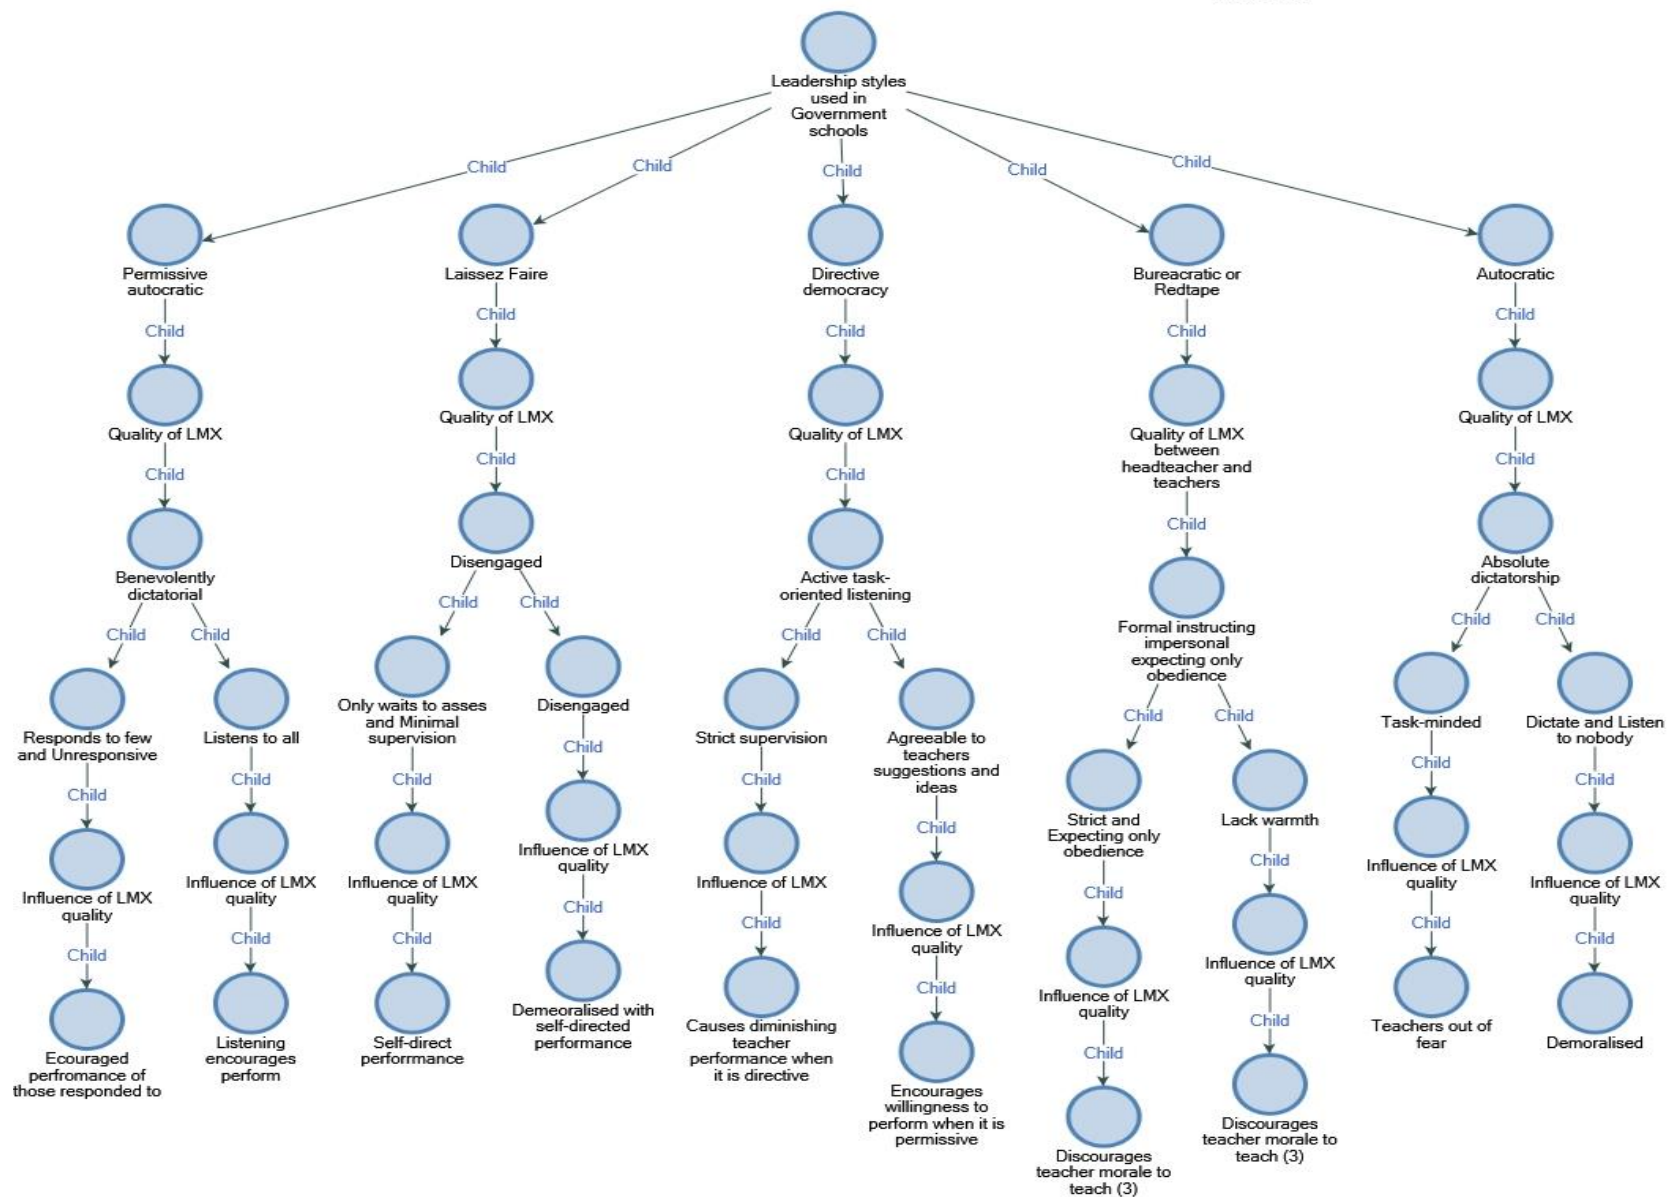 Leadership styles
used in
Government
schools
Child
Child
Child
Child
Child
Permissive
autocratic
Laissez Faire
Directive
democracy
Bureacratic or
Redtape
Autocratic
Child
Child
Child
Child
Child
Quality of LMX
Quality of LMX
Quality of LMX
Quality of LMX
between
headteacher and
teachers
Quality of LMX
Child
Child
Child
Child
Child
Benevolently
dictatorial
Disengaged
Active task-
oriented listening
Formal instructing
impersonal
expecting only
obedience
Absolute
dictatorship
Child
Child
Child
Child
Child
Child
Child
Child
Child
Child
Responds to few
and Unresponsive
Listens to all
Only waits to asses
and Minimal
supervision
Disengaged
Strict supervision
Agreeable to
teachers
suggestions and
ideas
Strict and
Expecting only
obedience
Lack warmth
Task-minded
Dictate and Listen
to nobody
Child
Child
Child
Child
Child
Child
Child
Child
Child
Child
Influence of LMX
quality
Influence of LMX
quality
Influence of LMX
quality
Influence of LMX
quality
Influence of LMX
Influence of LMX
quality
Influence of LMX
quality
Influence of LMX
quality
Influence of LMX
quality
Influence of LMX
quality
Child
Child
Child
Child
Child
Child
Child
Child
Child
Child
Ecouraged
perfromance of
those responded to
Listening
encourages
perform
Self-direct
perforrmance
Demeoralised with
self-directed
performance
Causes diminishing
teacher
performance when
it is directive
Encourages
willingness to
perform when it is
permissive
Discourages
teacher morale to
teach (3)
Discourages
teacher morale to
teach (3)
Teachers out of
fear
Demoralised